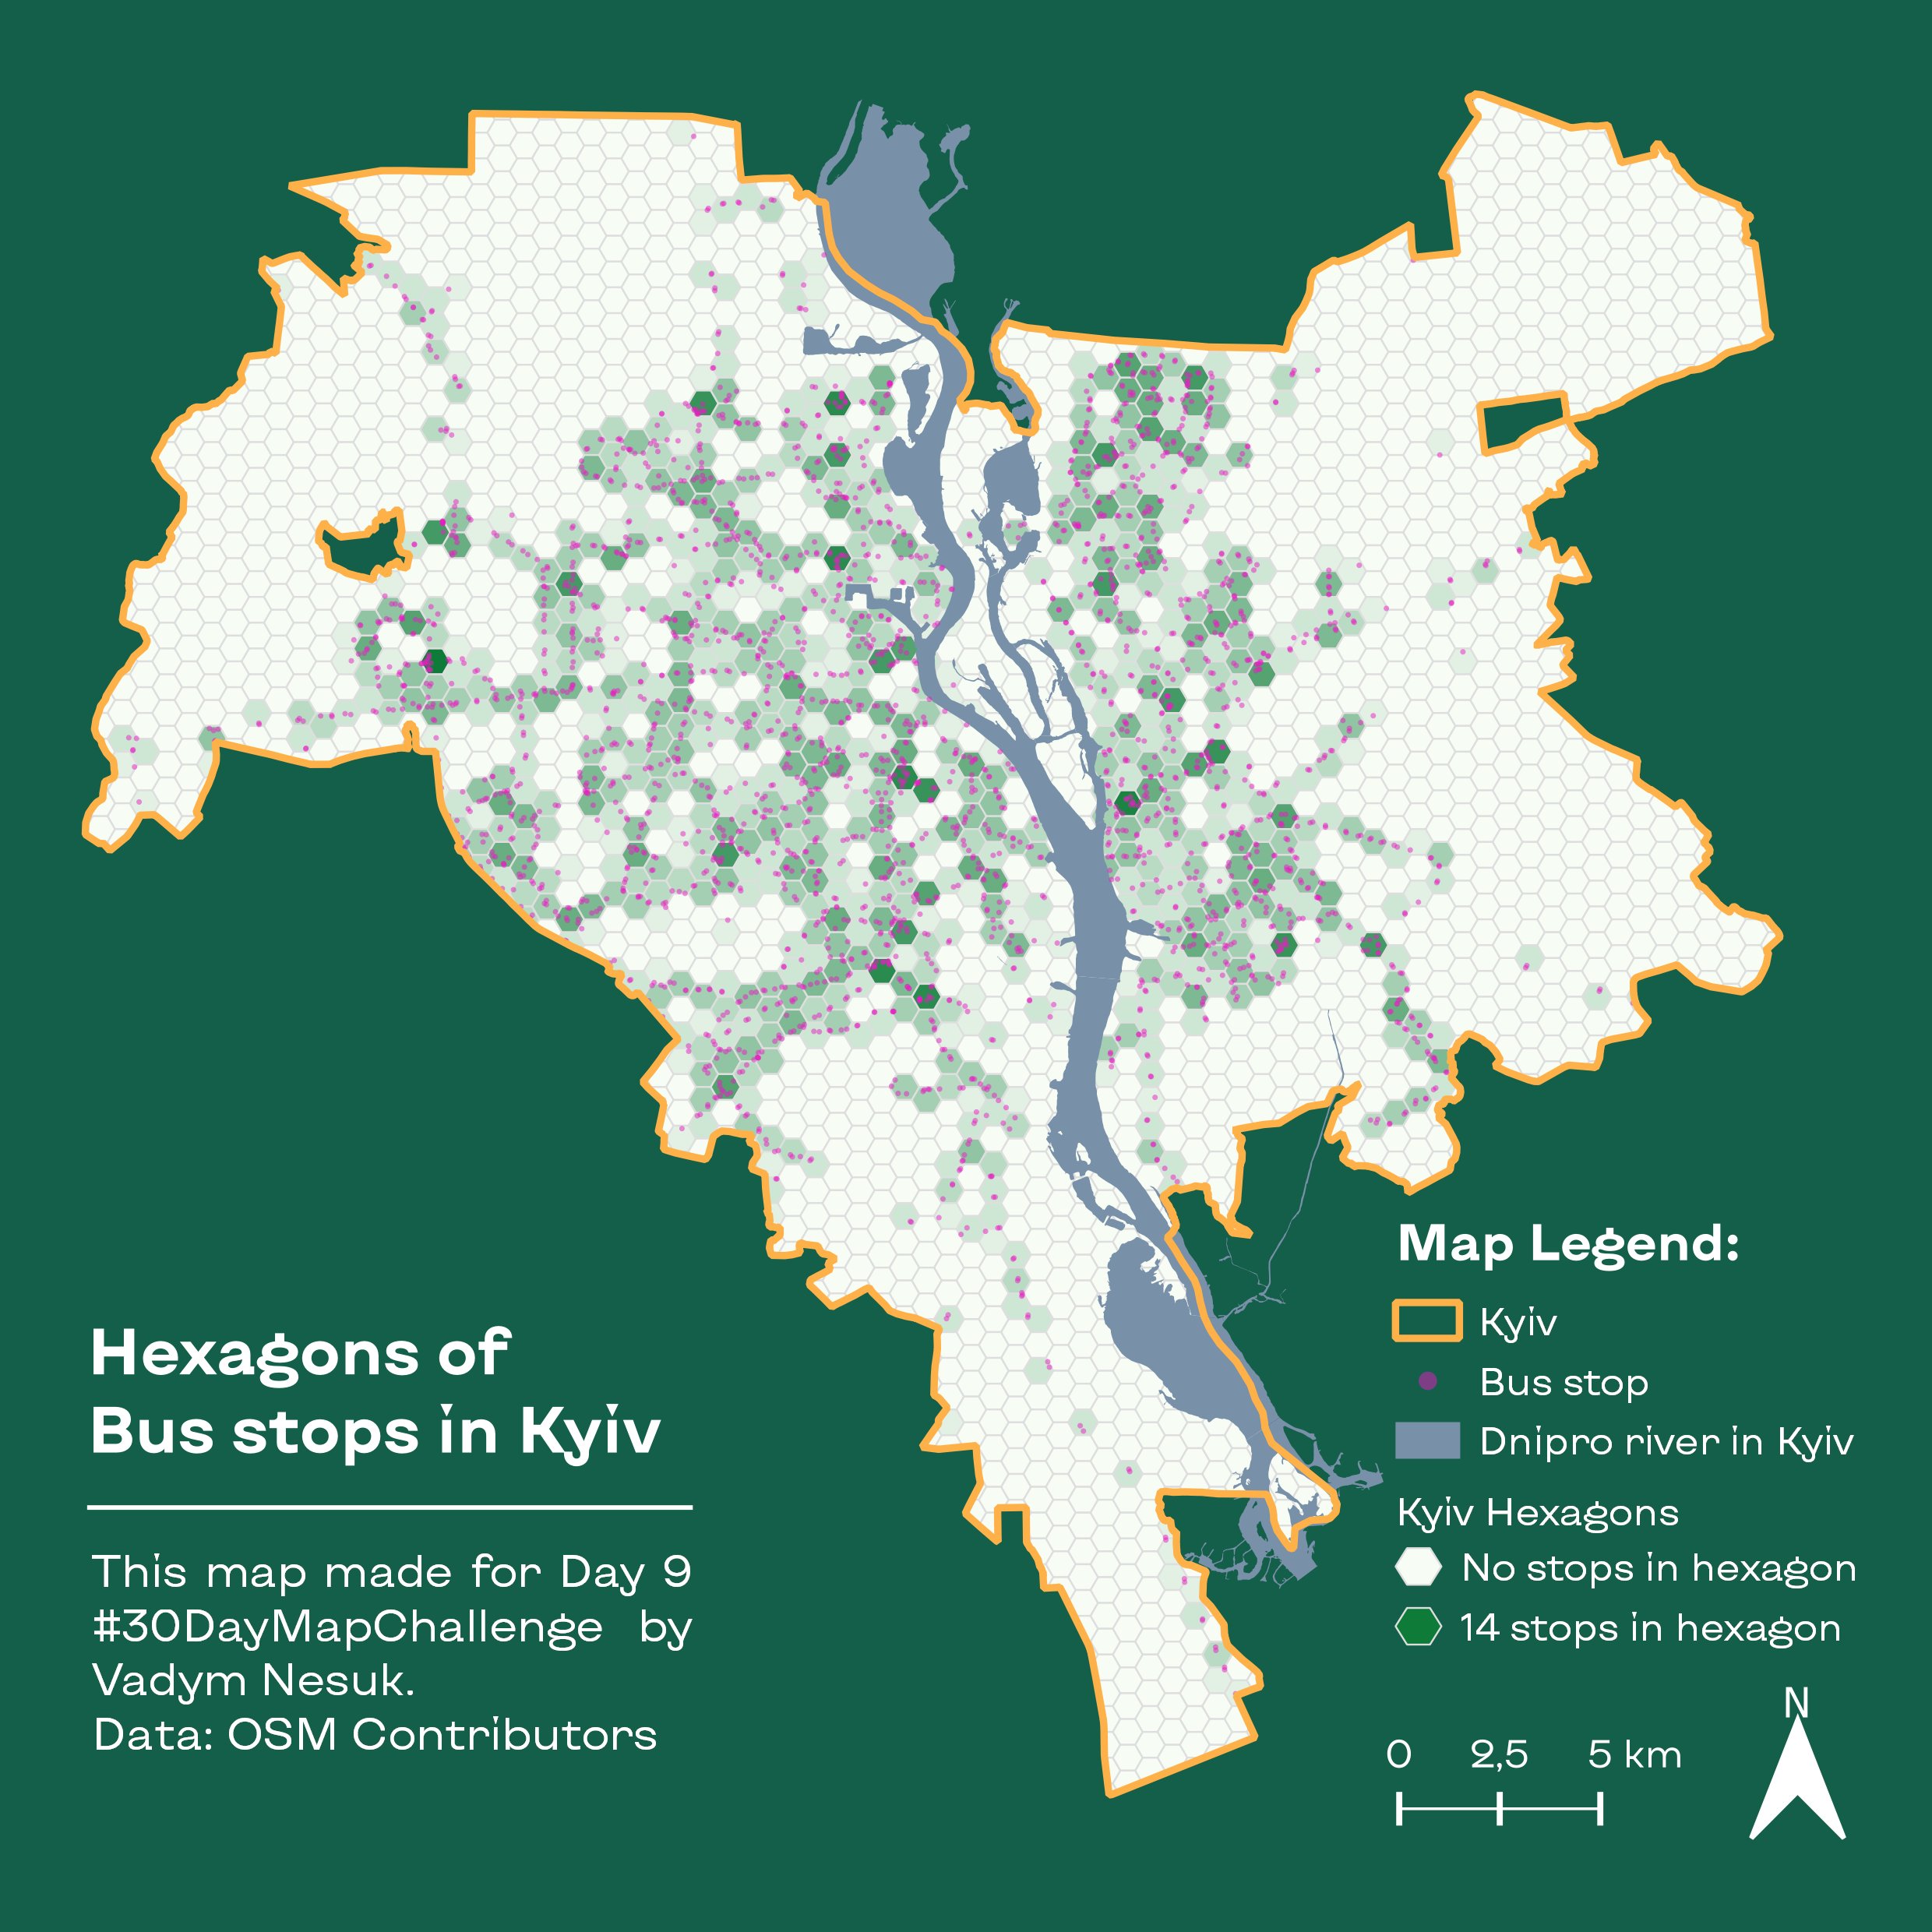 Hexagons of
Bus stops in Kyiv
This map made for Day 9
#30DayMapChallenge by
Vadym Nesuk.
Data: OSM Contributors
Map Legend:
Kyiv
Bus stop
Dnipro river in Kyiv
Kyiv Hexagons
No stops in hexagon
14 stops in hexagon
N
0 2,5 5 km